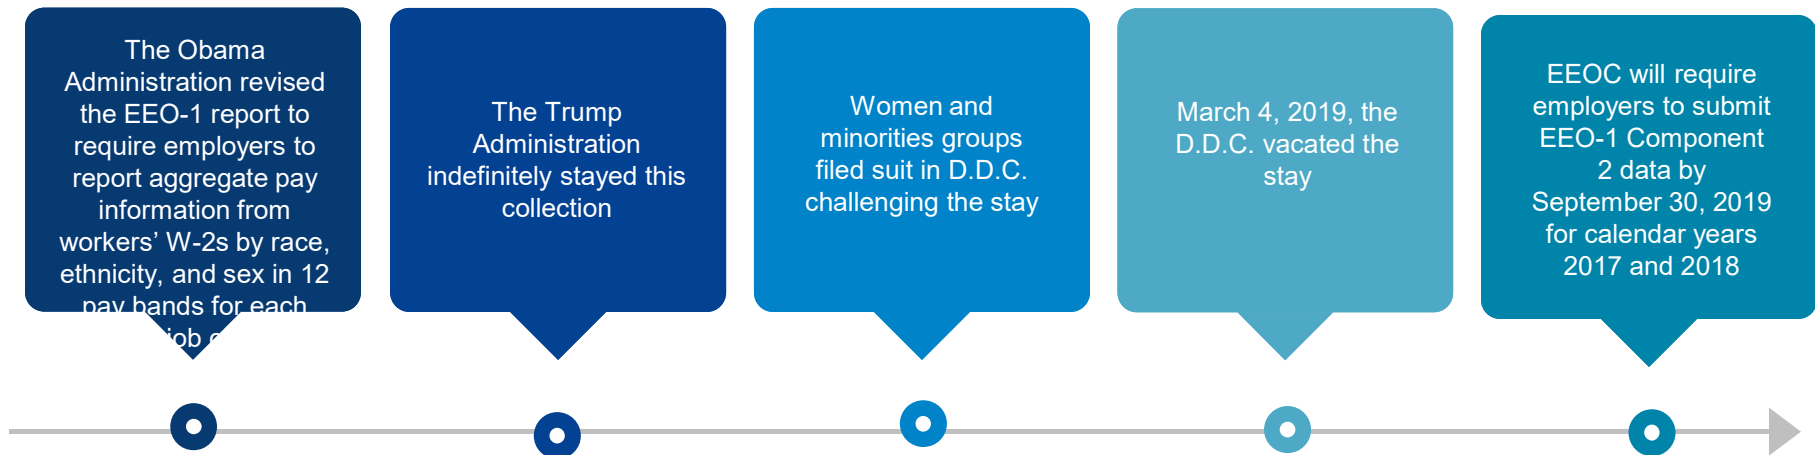 The Obama
Administration revised
the EEO-1 report to
require employers to
report aggregate pay
information from
workers’ W-2s by race,
ethnicity, and sex in 12
pay bands for each
job
The Trump
Administration
indefinitely stayed this
collection
Women and
minorities groups
filed suit in D.D.C.
challenging the stay
March 4, 2019, the
D.D.C. vacated the
stay
EEOC will require
employers to submit
EEO-1 Component
2 data by
September 30, 2019
for calendar years
2017 and 2018